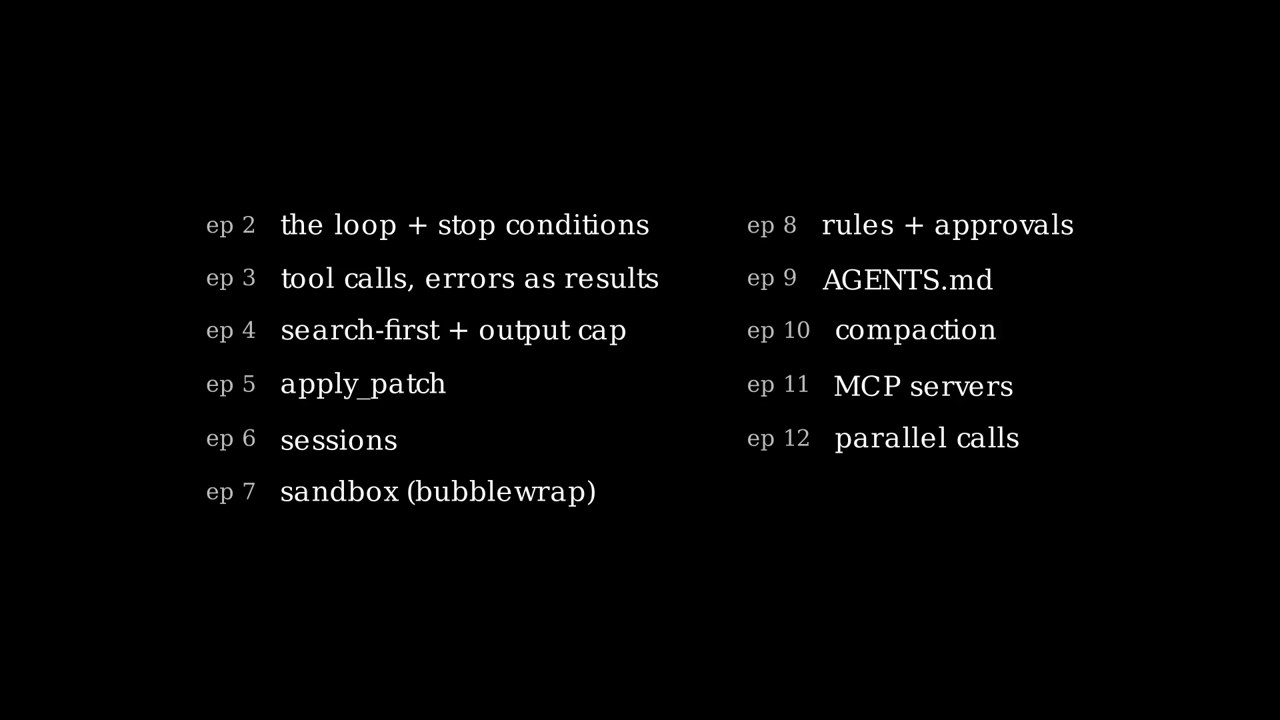 ep 2 the loop + stop conditions
ep 3 tool calls, errors as results
ep 4 search-first + output cap
ep 5 apply_patch
ep 6 sessions
ep 7 sandbox (bubblewrap)
ep 8 rules + approvals
ep 9 AGENTS.md
ep 10 compaction
ep 11 MCP servers
ep 12 parallel calls